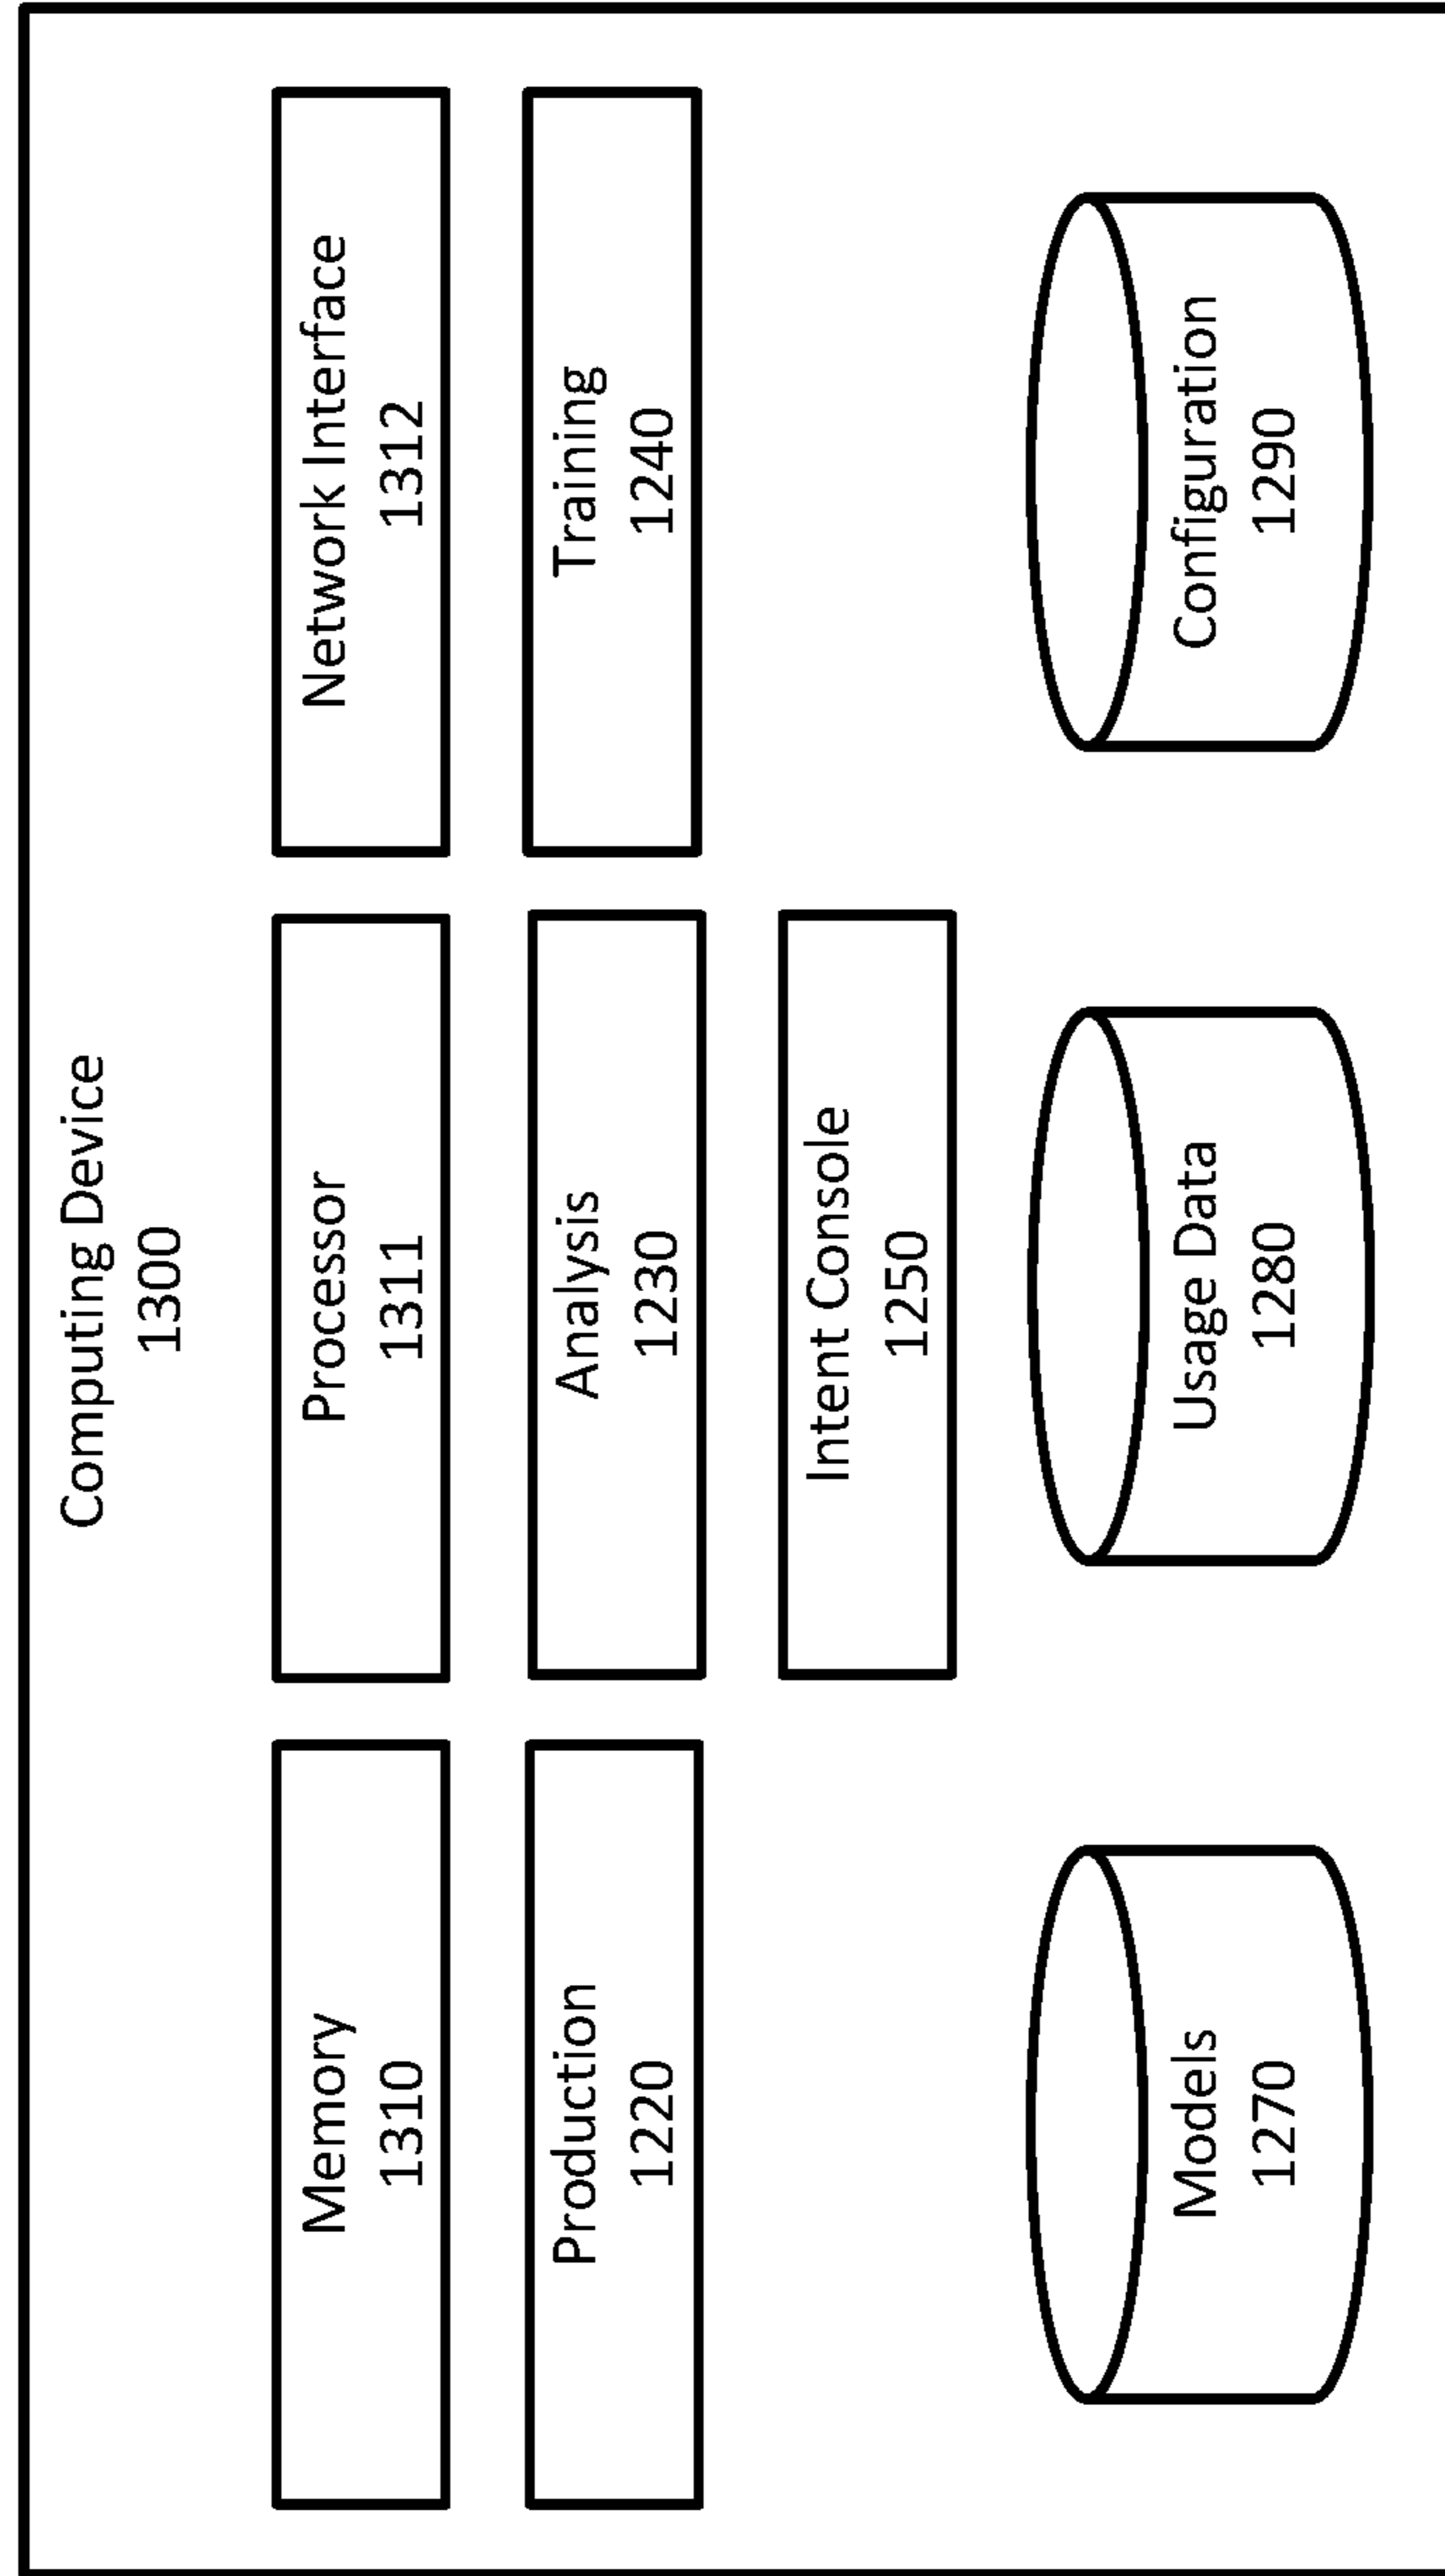 Computing Device
1300
Memory
1310
Processor
1311
Network Interface
1312
Production
1220
Analysis
1230
Training
1240
Intent Console
1250
Models
1270
Usage Data
1280
Configuration
1290